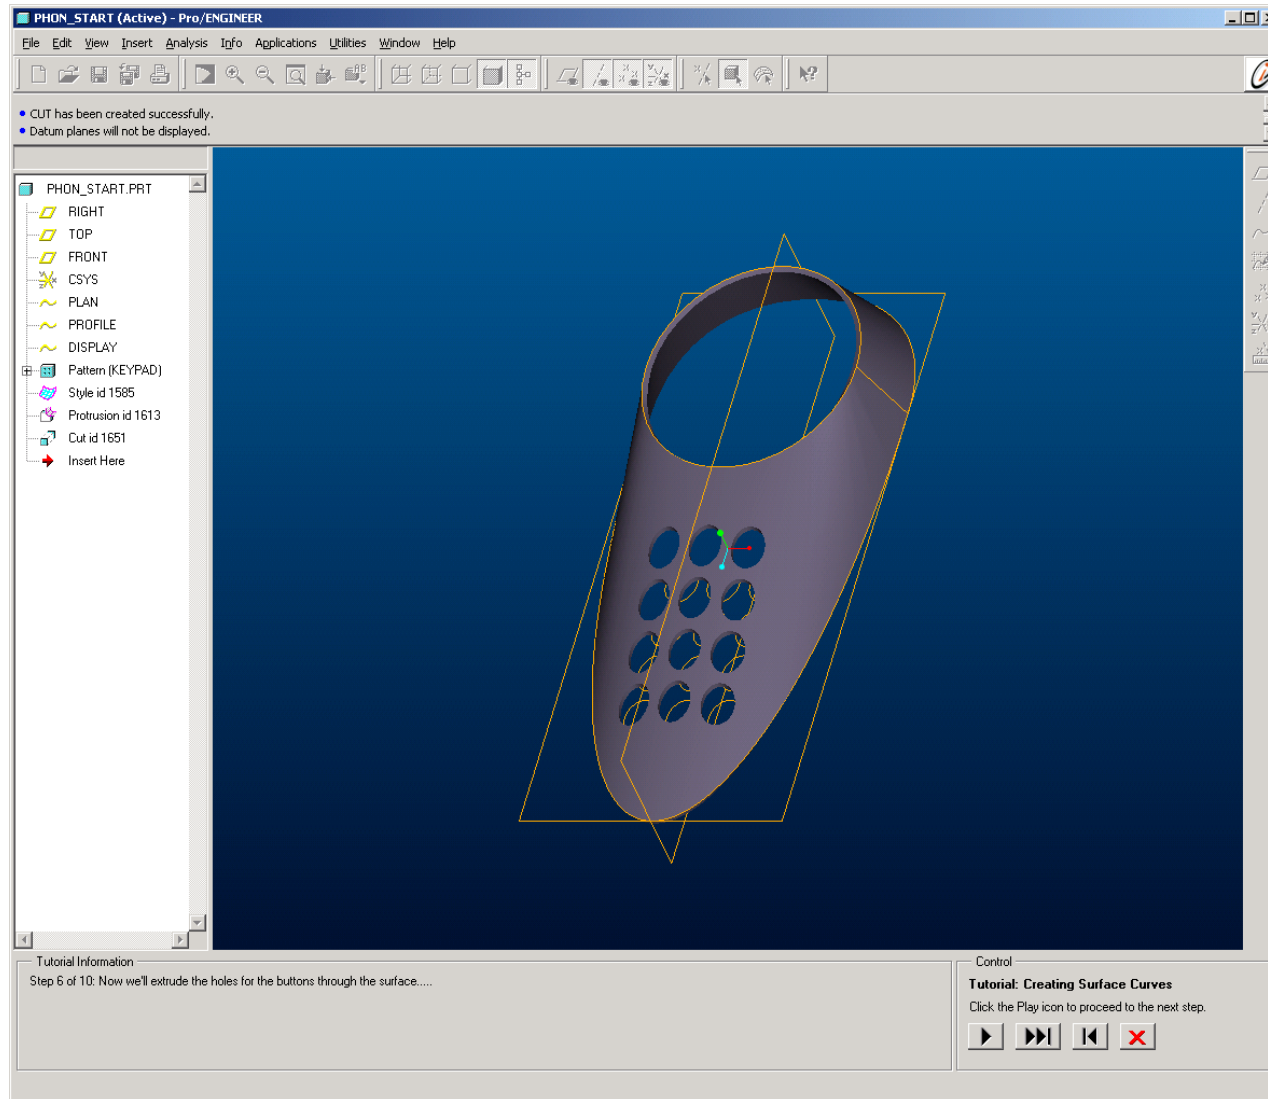 PHON_START (Active) - Pro/ENGINEER
File Edit View Insert Analysis Info Applications Utilities Window Help
CUT has been created successfully.
Datum planes will not be displayed.
PHON_START.PRT
RIGHT
TOP
FRONT
CSYS
PLAN
PROFILE
DISPLAY
Pattern (KEYPAD)
Style id 1585
Protrusion id 1613
Cut id 1651
Insert Here
Tutorial Information
Step 6 of 10: Now we'll extrude the holes for the buttons through the surface.....
Control
Tutorial: Creating Surface Curves
Click the Play icon to proceed to the next step.